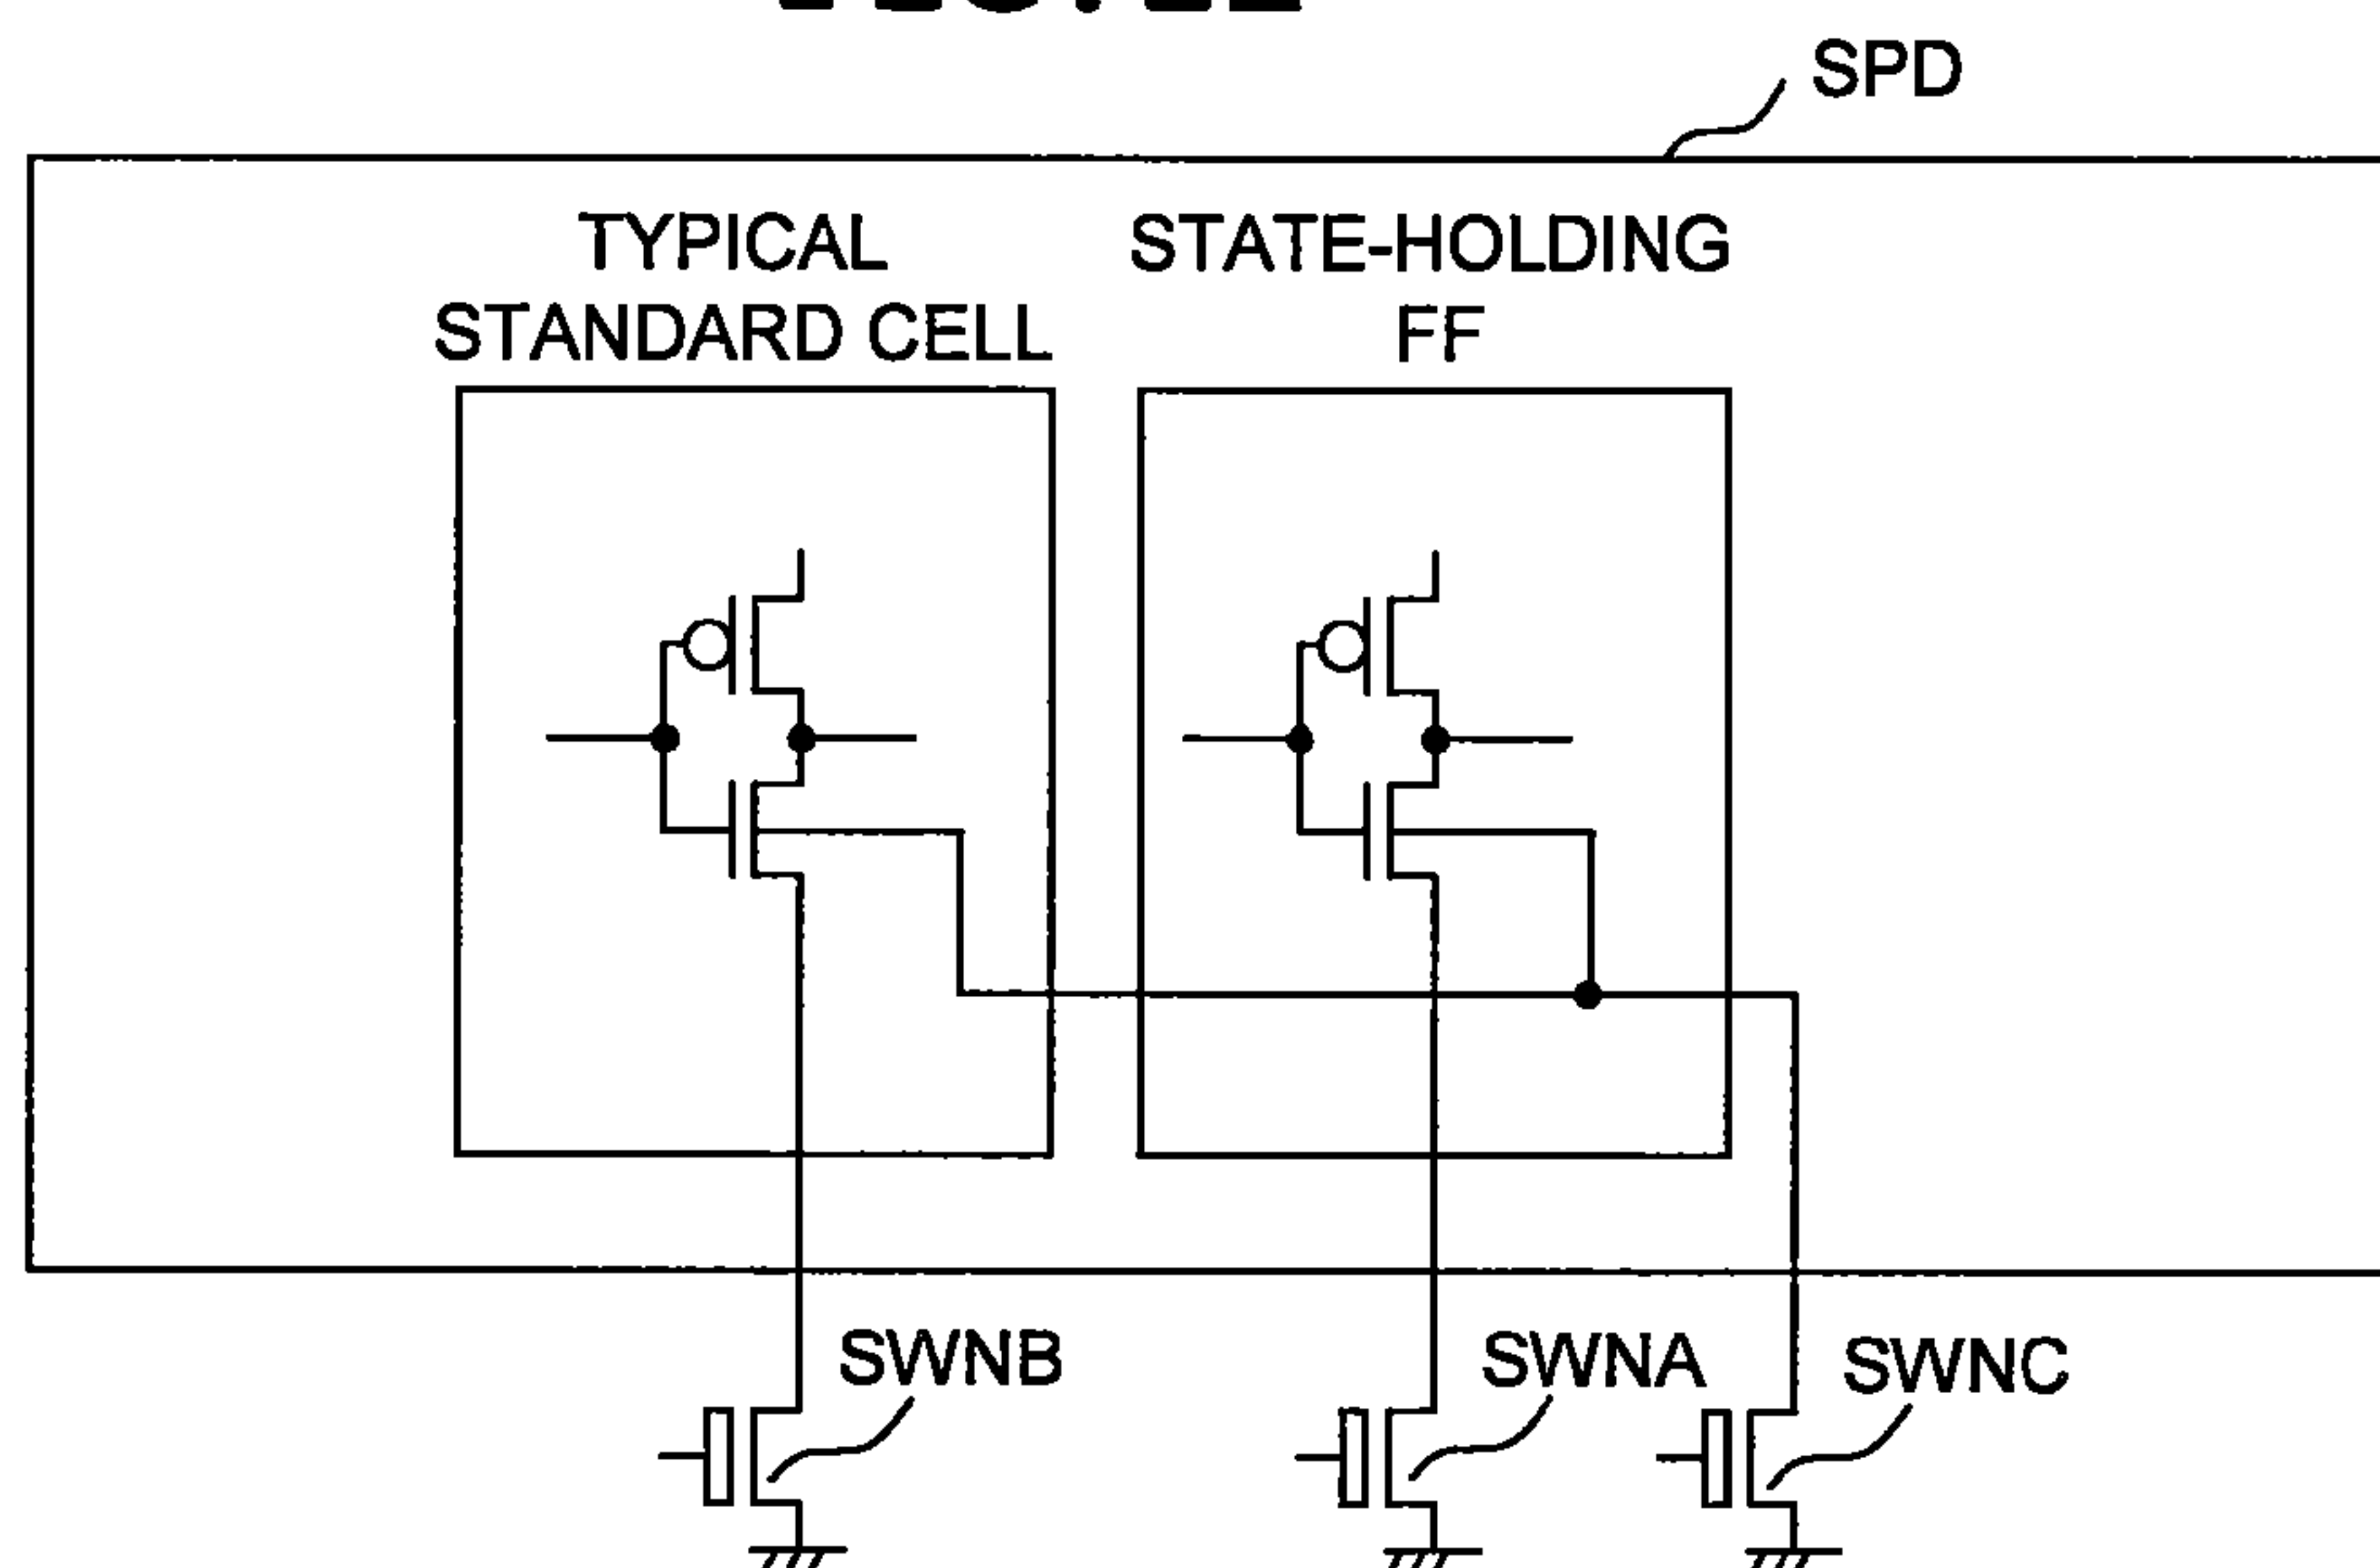 SPD
TYPICAL
STANDARD CELL
STATE-HOLDING
FF
SWNB
SWNA
SWNC